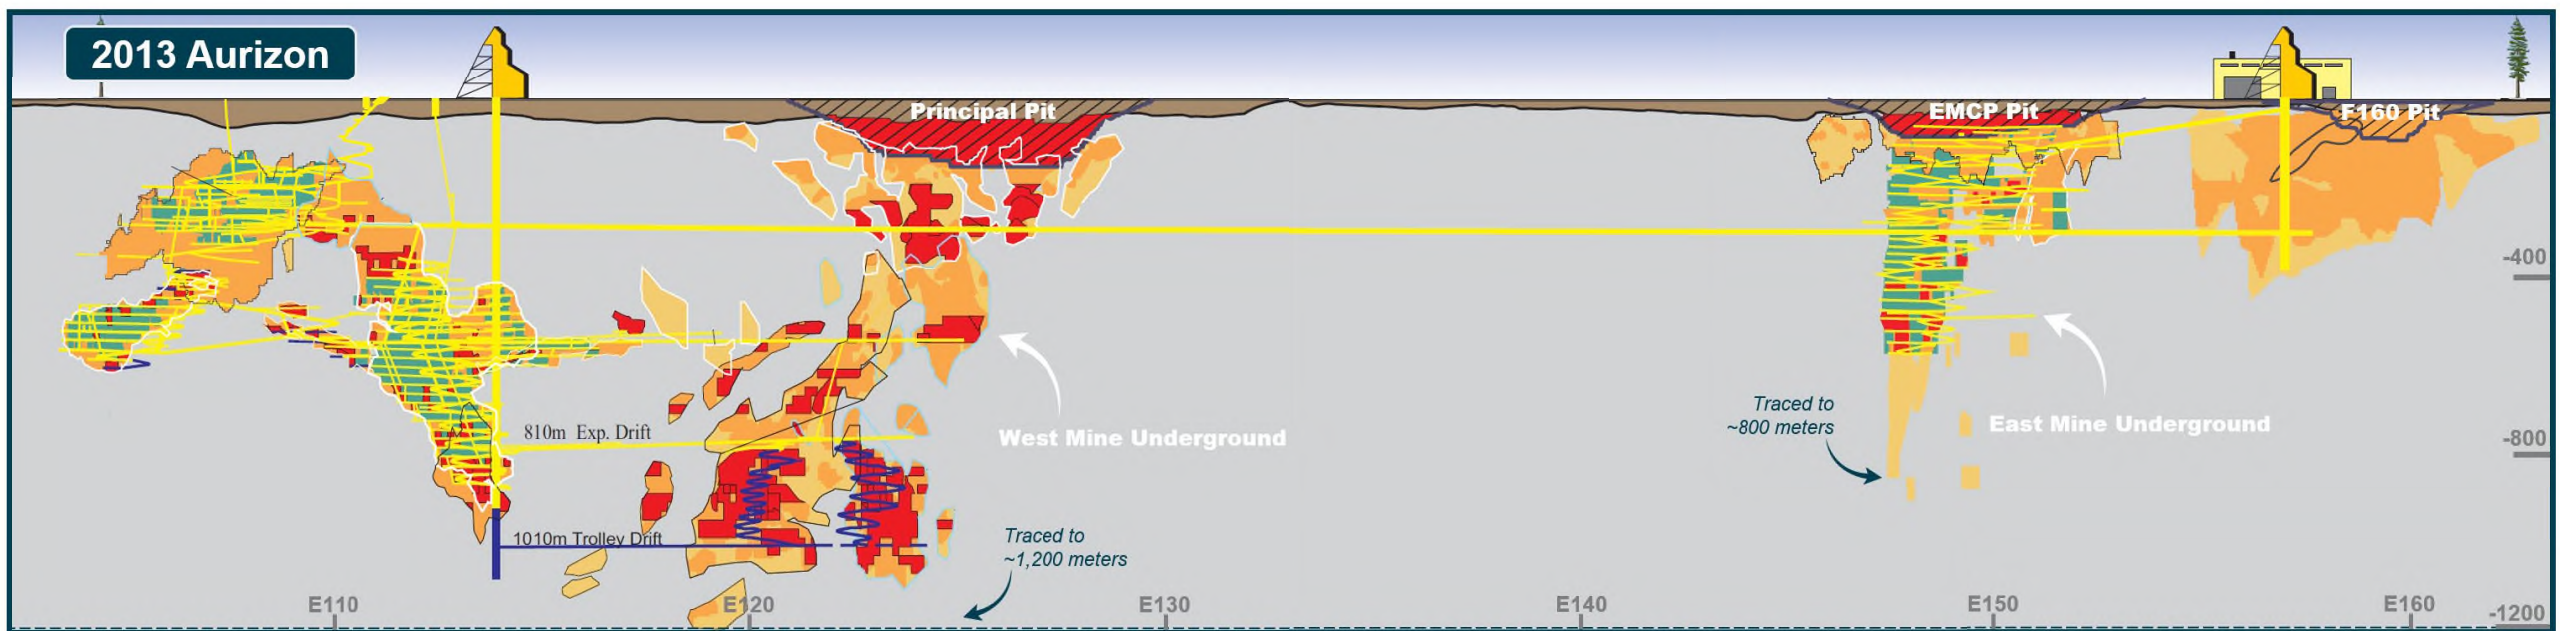 2013 Aurizon
Principal Pit
EMCP Pit
F160 Pit
-400
Traced to
~800 meters
East Mine Underground
810m Exp. Drift
West Mine Underground
-800
1010m Trolley Drift
Traced to
~1,200 meters
E110
E120
E130
E140
E150
E160
-1200